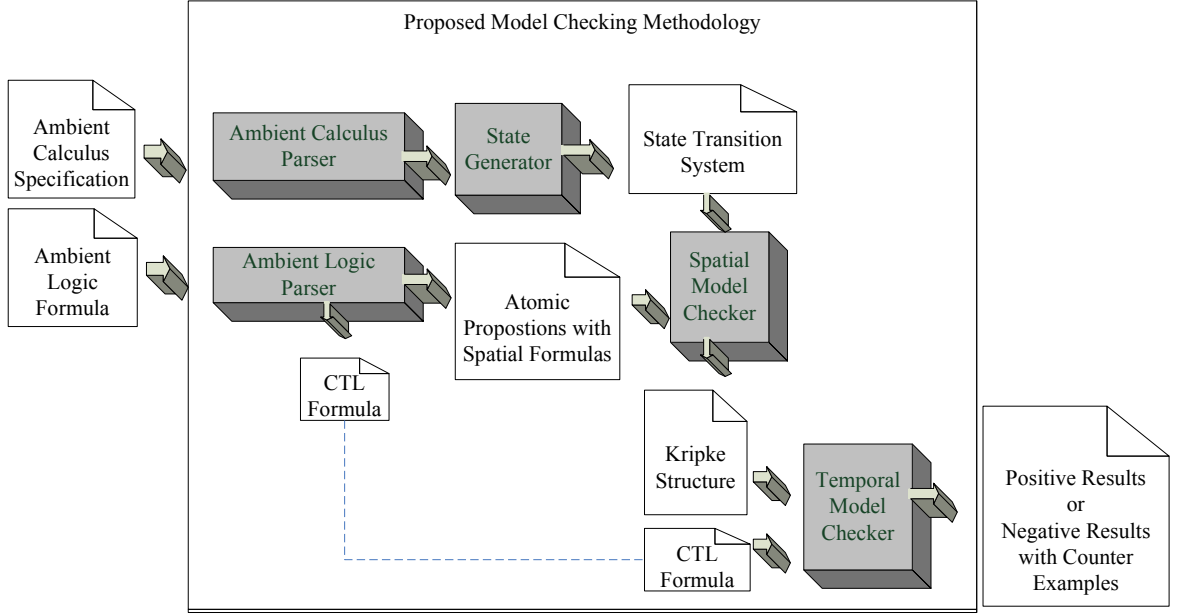 Proposed Model Checking Methodology
Ambient
Calculus
Specification
Ambient Calculus
Parser
State
Generator
State Transition
System
Ambient
Logic
Formula
Ambient Logic
Parser
Atomic
Propostions with
Spatial Formulas
Spatial
Model
Checker
CTL
Formula
Kripke
Structure
Temporal
Model
Checker
CTL
Formula
Positive Results
or
Negative Results
with Counter
Examples